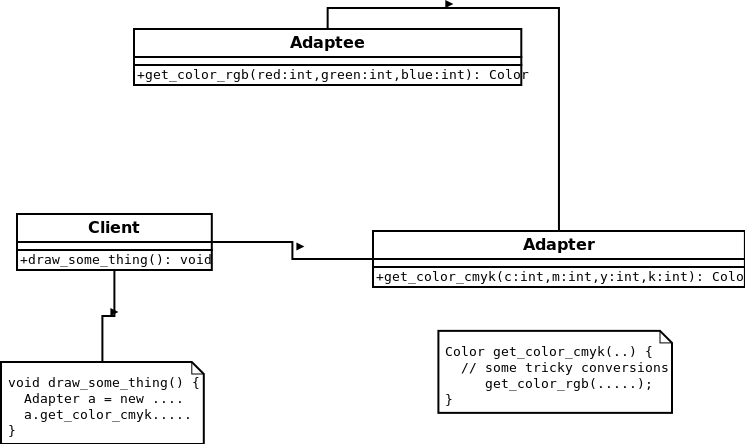 Adaptee
+get_color_rgb(red:int,green:int,blue:int): Color
Client
+draw_some_thing(): void
Adapter
+get_color_cmyk(c:int,m:int,y:int,k:int): Colo
void draw_some_thing() {
  Adapter a = new ....
  a.get_color_cmyk.....
}
Color get_color_cmyk(..) {
  // some tricky conversions
     get_color_rgb(.....);
}